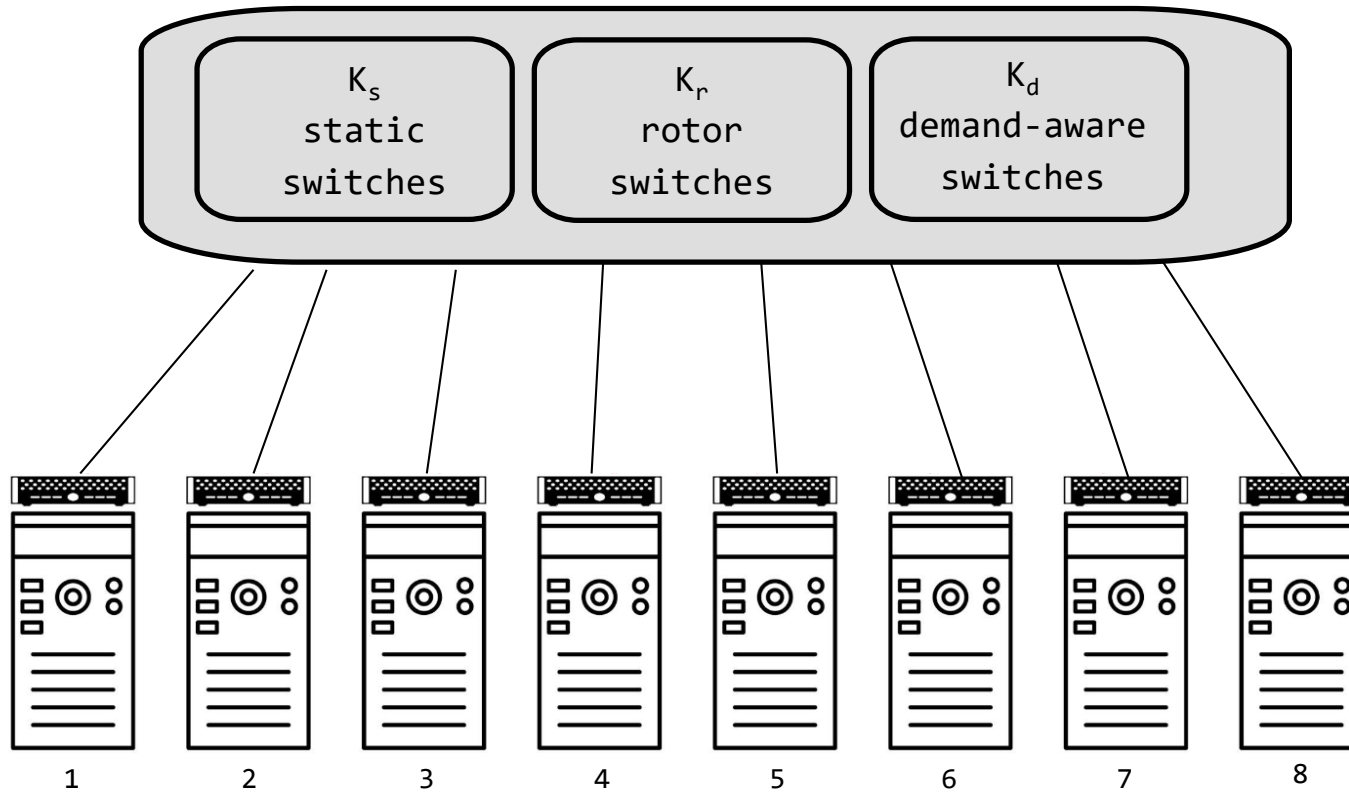 K_s
static
switches
K_r
rotor
switches
K_d
demand-aware
switches
1 2 3 4 5 6 7 8